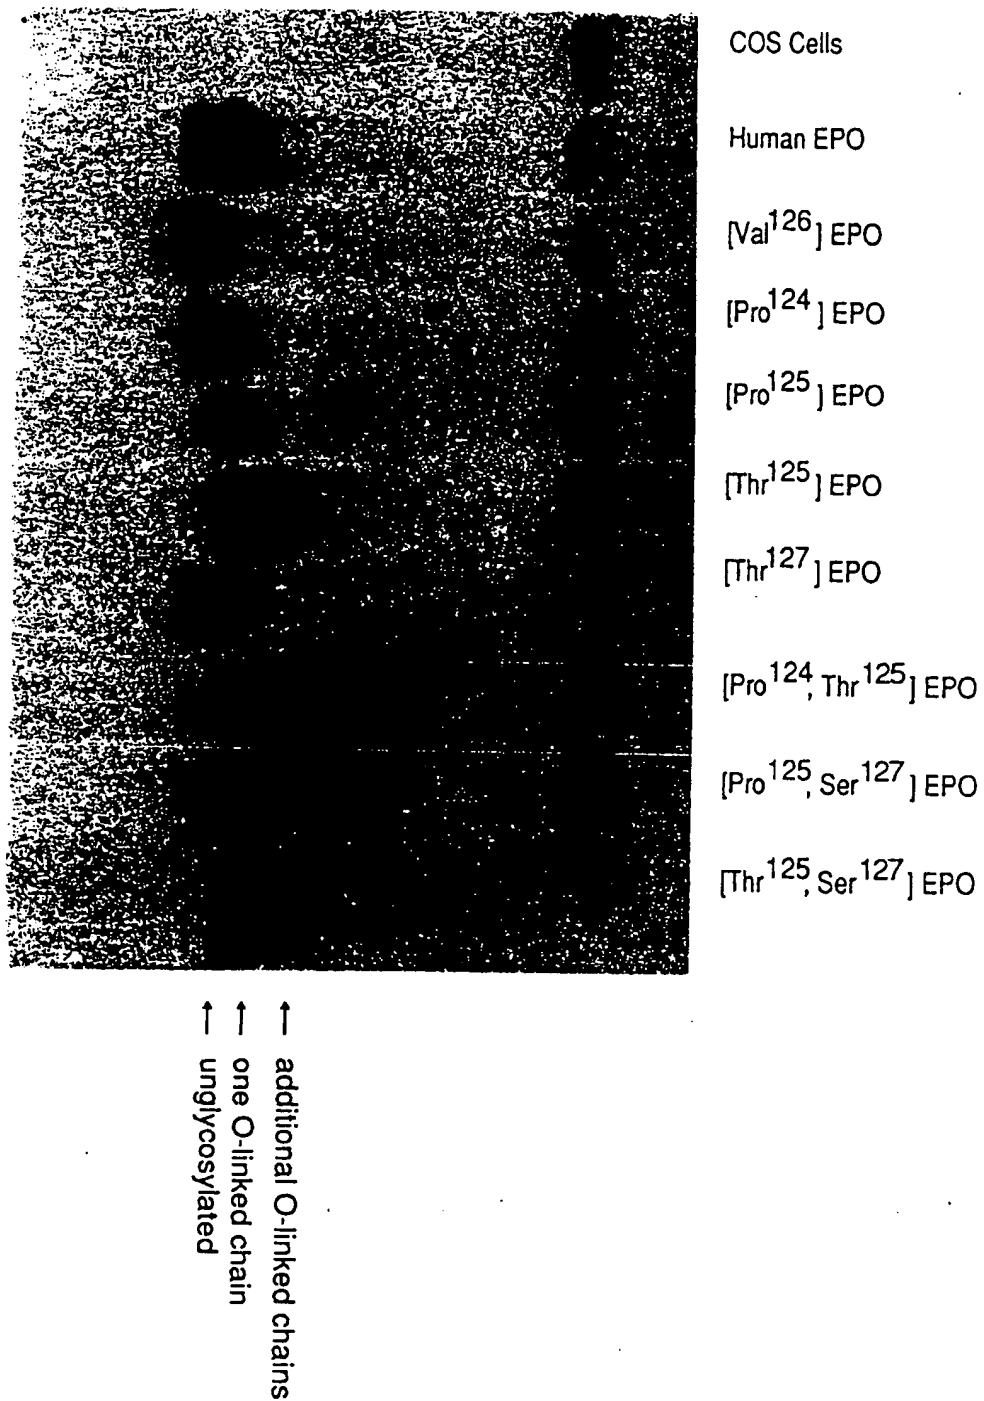 COS Cells
Human EPO
[Val126] EPO
[Pro124] EPO
[Pro125] EPO
[Thr125] EPO
[Thr127] EPO
[Pro124, Thr125] EPO
[Pro125, Ser127] EPO
[Thr125, Ser127] EPO
additional O-linked chains
one O-linked chain
unglycosylated